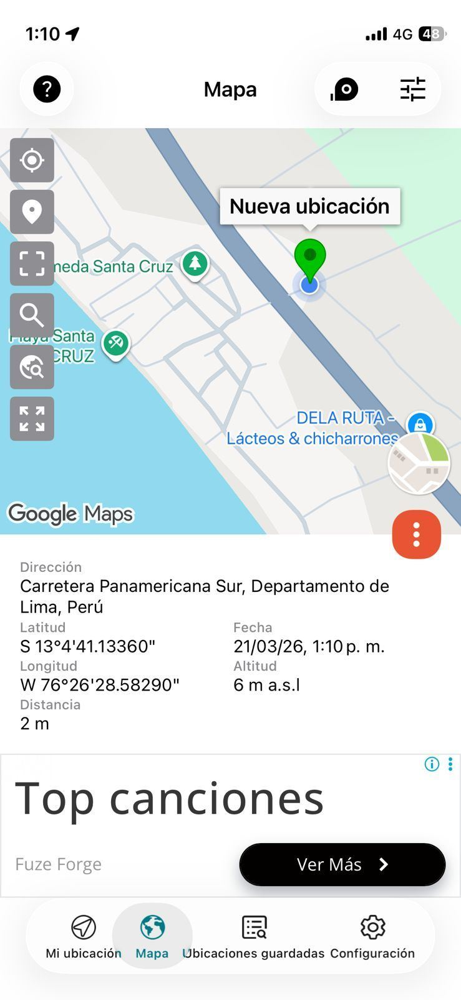 1:10
4G
48
?
Mapa
Nueva ubicación
meda Santa Cruz
Playa Santa
CRUZ
DELA RUTA -
Lácteos & chicharrones
Google Maps
Dirección
Carretera Panamericana Sur, Departamento de
Lima, Perú
Latitud
S 13°4'41.13360"
Fecha
21/03/26, 1:10 p. m.
Longitud
W 76°26'28.58290"
Altitud
6 m a.s.l
Distancia
2 m
Top canciones
Fuze Forge
Ver Más
Mi ubicación
Mapa
Ubicaciones guardadas
Configuración